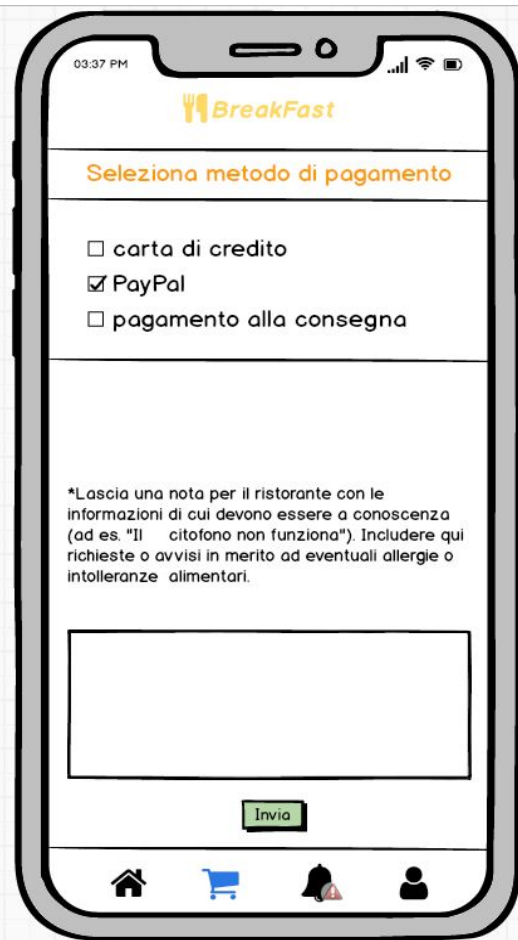 03:37 PM
BreakFast
Seleziona metodo di pagamento
carta di credito
PayPal
pagamento alla consegna
*Lascia una nota per il ristorante con le
informazioni di cui devono essere a conoscenza
(ad es. "Il citofono non funziona"). Includere qui
richieste o avvisi in merito ad eventuali allergie o
intolleranze alimentari.
Invia